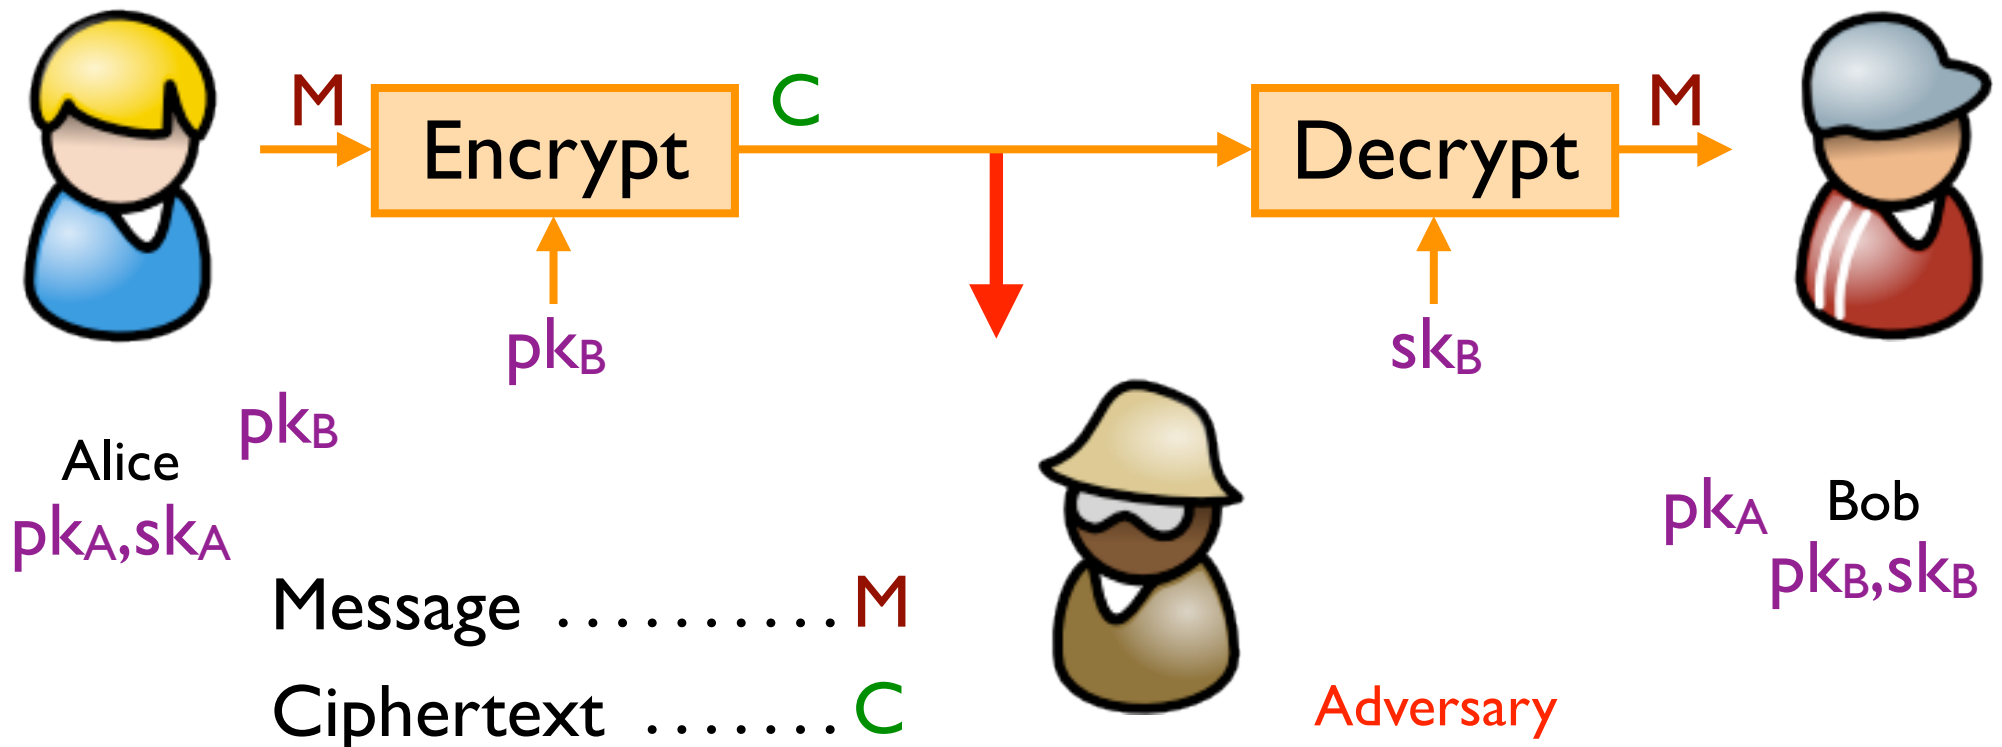 M
Encrypt
C
Decrypt
M
pkB
skB
pkB
Alice
pkA,skA
pkA
Bob
pkB,skB
Message .......... M
Ciphertext ....... C
Adversary